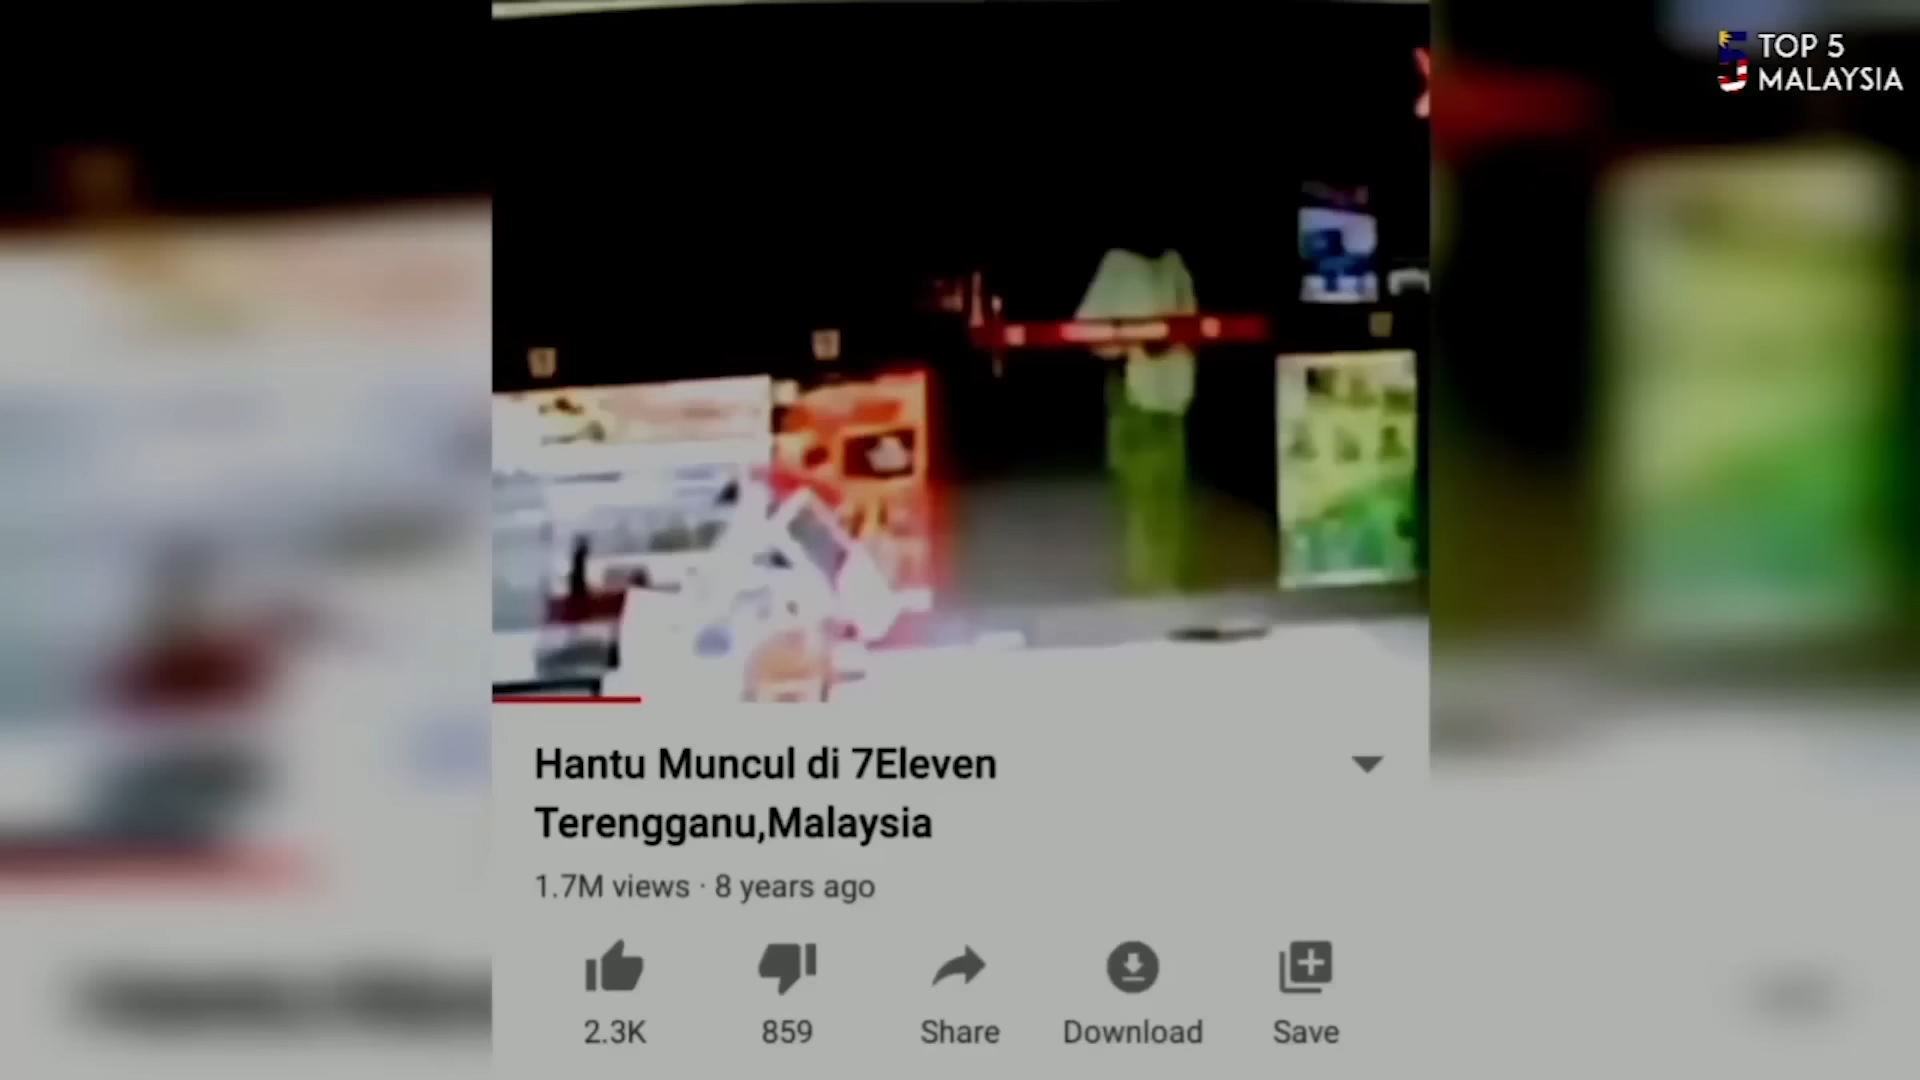 TOP 5
MALAYSIA
Hantu Muncul di 7Eleven
Terengganu,Malaysia
1.7M views · 8 years ago
2.3K
859
Share
Download
Save